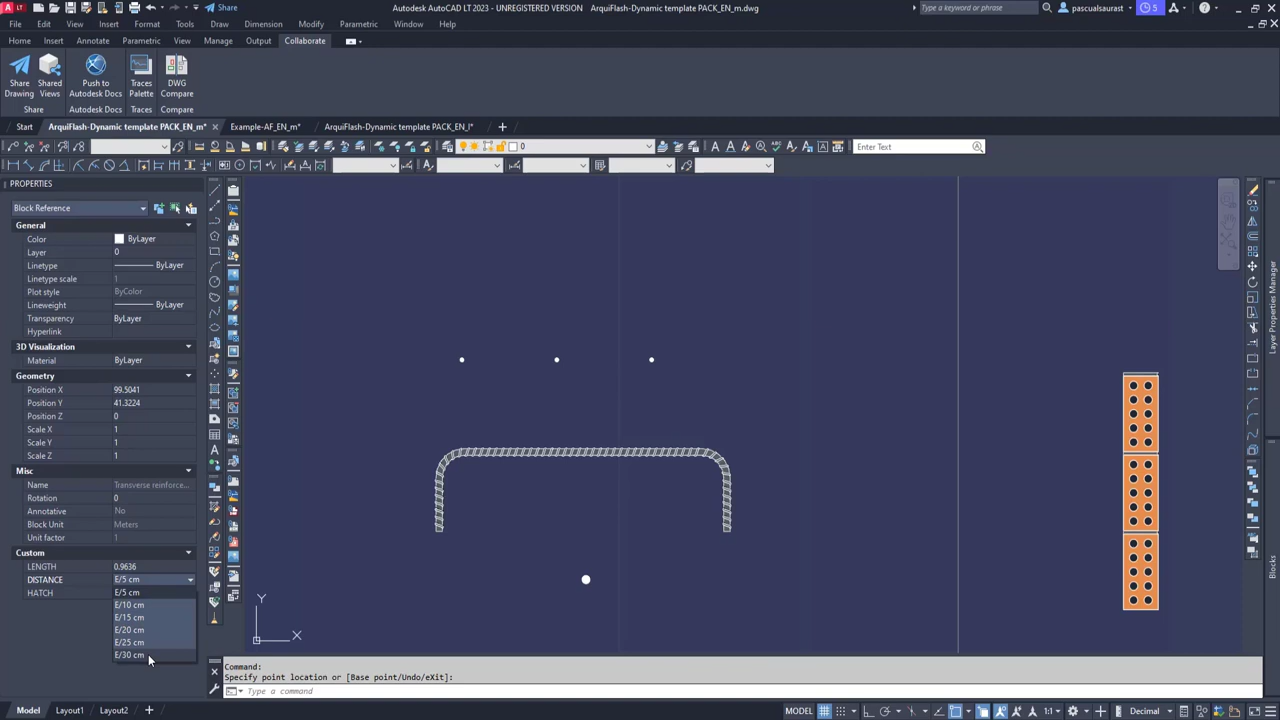 LT
Share
Autodesk AutoCAD LT 2023 - UNREGISTERED VERSION ArquiFlash-Dynamic template PACK_EN_m.dwg
Type a keyword or phrase
pascualsaurast
5
File Edit View Insert Format Tools Draw Dimension Modify Parametric Window Help
Home Insert Annotate Parametric View Manage Output Collaborate
Share Drawing
Shared Views
Push to Autodesk Docs
Traces Palette
DWG Compare
Share Autodesk Docs Traces Compare
Start ArquiFlash-Dynamic template PACK_EN_m* Example-AF_EN_m* ArquiFlash-Dynamic template PACK_EN_I*
0
Enter Text
PROPERTIES
Block Reference
General
Color ByLayer
Layer 0
Linetype ByLayer
Linetype scale 1
Plot style ByColor
Lineweight ByLayer
Transparency ByLayer
Hyperlink
3D Visualization
Material ByLayer
Geometry
Position X 99.5041
Position Y 41.3224
Position Z 0
Scale X 1
Scale Y 1
Scale Z 1
Misc
Name Transverse reinforce...
Rotation 0
Annotative No
Block Unit Meters
Unit factor 1
Custom
LENGTH 0.9636
DISTANCE E/5 cm
HATCH E/5 cm
E/10 cm
E/15 cm
E/20 cm
E/25 cm
E/30 cm
Y
X
Layer Properties Manager
Blocks
Command:
Specify point location or [Base point/Undo/eXit]:
Type a command
Model Layout1 Layout2
MODEL 1:1 Decimal